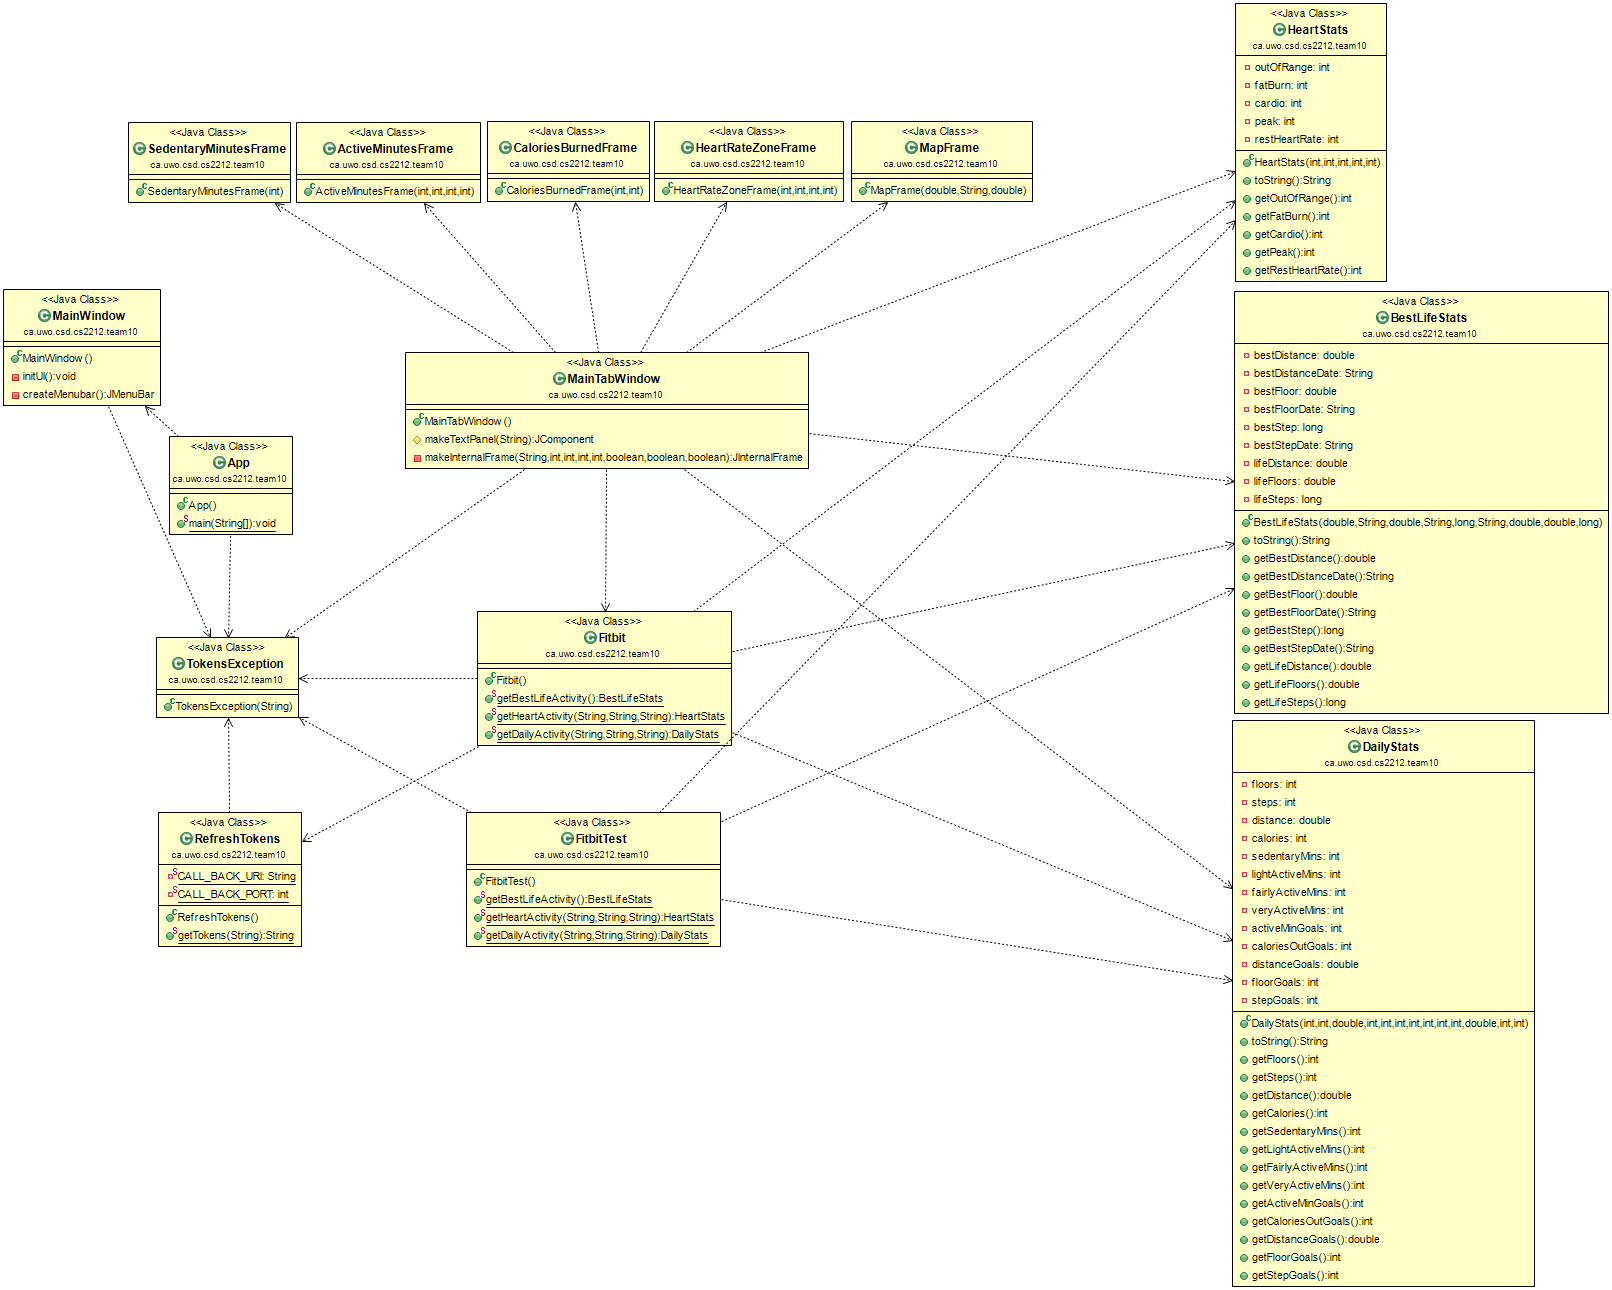 <<Java Class>>
HeartStats
ca.uwo.csd.cs2212.team10
outOfRange: int
fatBurn: int
cardio: int
peak: int
restHeartRate: int
HeartStats(int,int,int,int,int)
toString():String
getOutOfRange():int
getFatBurn():int
getCardio():int
getPeak():int
getRestHeartRate():int
<<Java Class>>
SedentaryMinutesFrame
ca.uwo.csd.cs2212.team10
SedentaryMinutesFrame(int)
<<Java Class>>
ActiveMinutesFrame
ca.uwo.csd.cs2212.team10
ActiveMinutesFrame(int,int,int,int)
<<Java Class>>
CaloriesBurnedFrame
ca.uwo.csd.cs2212.team10
CaloriesBurnedFrame(int,int)
<<Java Class>>
HeartRateZoneFrame
ca.uwo.csd.cs2212.team10
HeartRateZoneFrame(int,int,int,int)
<<Java Class>>
MapFrame
ca.uwo.csd.cs2212.team10
MapFrame(double,String,double)
<<Java Class>>
MainWindow
ca.uwo.csd.cs2212.team10
MainWindow()
initUI():void
createMenubar():JMenuBar
<<Java Class>>
BestLifeStats
ca.uwo.csd.cs2212.team10
bestDistance: double
bestDistanceDate: String
bestFloor: double
bestFloorDate: String
bestStep: long
bestStepDate: String
lifeDistance: double
lifeFloors: double
lifeSteps: long
BestLifeStats(double,String,double,String,long,String,double,double,long)
toString():String
getBestDistance():double
getBestDistanceDate():String
getBestFloor():double
getBestFloorDate():String
getBestStep():long
getBestStepDate():String
getLifeDistance():double
getLifeFloors():double
getLifeSteps():long
<<Java Class>>
MainTabWindow
ca.uwo.csd.cs2212.team10
MainTabWindow()
makeTextPanel(String):JComponent
makeInternalFrame(String,int,int,int,int,boolean,boolean,boolean):JInternalFrame
<<Java Class>>
App
ca.uwo.csd.cs2212.team10
App()
main(String[]):void
<<Java Class>>
TokensException
ca.uwo.csd.cs2212.team10
TokensException(String)
<<Java Class>>
Fitbit
ca.uwo.csd.cs2212.team10
Fitbit()
getBestLifeActivity():BestLifeStats
getHeartActivity(String,String,String):HeartStats
getDailyActivity(String,String,String):DailyStats
<<Java Class>>
DailyStats
ca.uwo.csd.cs2212.team10
floors: int
steps: int
distance: double
calories: int
sedentaryMins: int
lightActiveMins: int
fairlyActiveMins: int
veryActiveMins: int
activeMinGoals: int
caloriesOutGoals: int
distanceGoals: double
floorGoals: int
stepGoals: int
DailyStats(int,int,double,int,int,int,int,int,int,int,double,int,int)
toString():String
getFloors():int
getSteps():int
getDistance():double
getCalories():int
getSedentaryMins():int
getLightActiveMins():int
getFairlyActiveMins():int
getVeryActiveMins():int
getActiveMinGoals():int
getCaloriesOutGoals():int
getDistanceGoals():double
getFloorGoals():int
getStepGoals():int
<<Java Class>>
RefreshTokens
ca.uwo.csd.cs2212.team10
CALL_BACK_URI: String
CALL_BACK_PORT: int
RefreshTokens()
getTokens(String):String
<<Java Class>>
FitbitTest
ca.uwo.csd.cs2212.team10
FitbitTest()
getBestLifeActivity():BestLifeStats
getHeartActivity(String,String,String):HeartStats
getDailyActivity(String,String,String):DailyStats